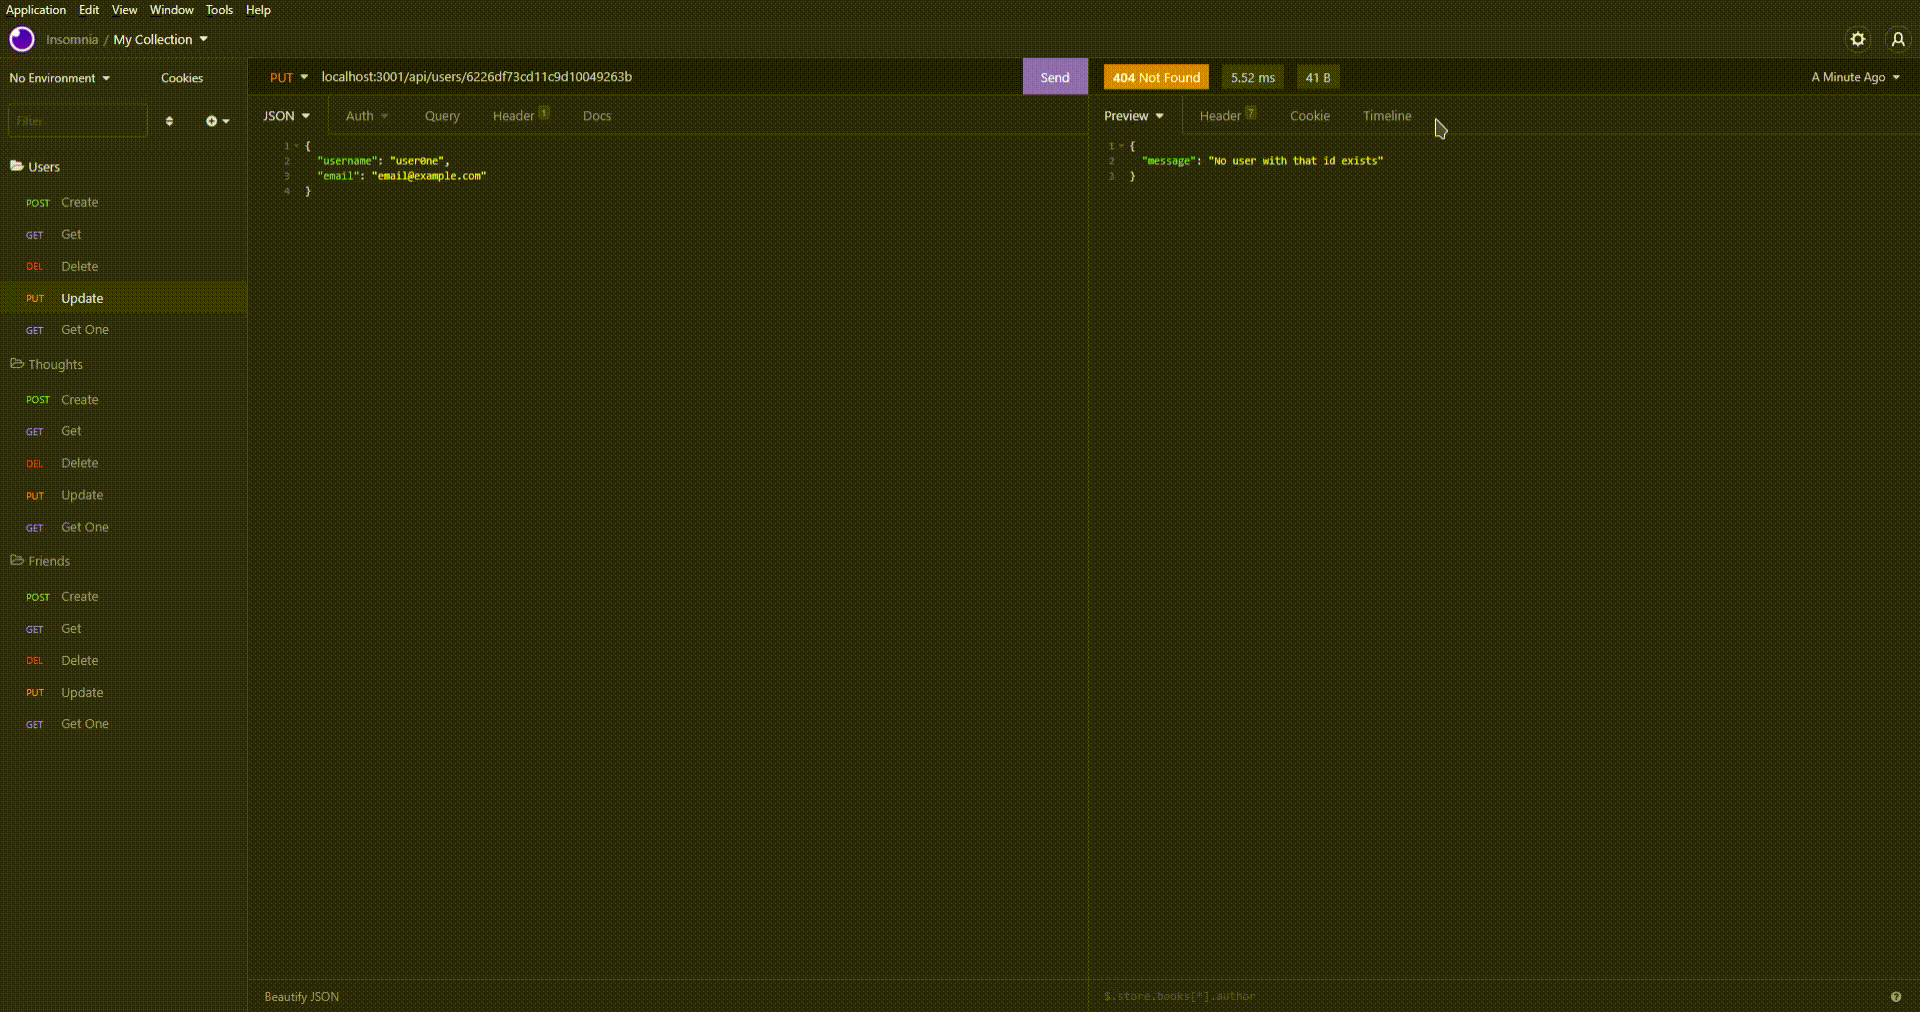 Application Edit View Window Tools Help
Insomnia / My Collection
No Environment Cookies
Filter
Users
POST Create
GET Get
DEL Delete
PUT Update
GET Get One
Thoughts
POST Create
GET Get
DEL Delete
PUT Update
GET Get One
Friends
POST Create
GET Get
DEL Delete
PUT Update
GET Get One
PUT localhost:3001/api/users/6226df73cd11c9d10049263b Send
JSON Auth Query Header 1 Docs
1 {
2 "username": "user0ne",
3 "email": "email@example.com"
4 }
Beautify JSON
404 Not Found 5.52 ms 41 B A Minute Ago
Preview Header 7 Cookie Timeline
1 {
2 "message": "No user with that id exists"
3 }
$.store.books[*].author